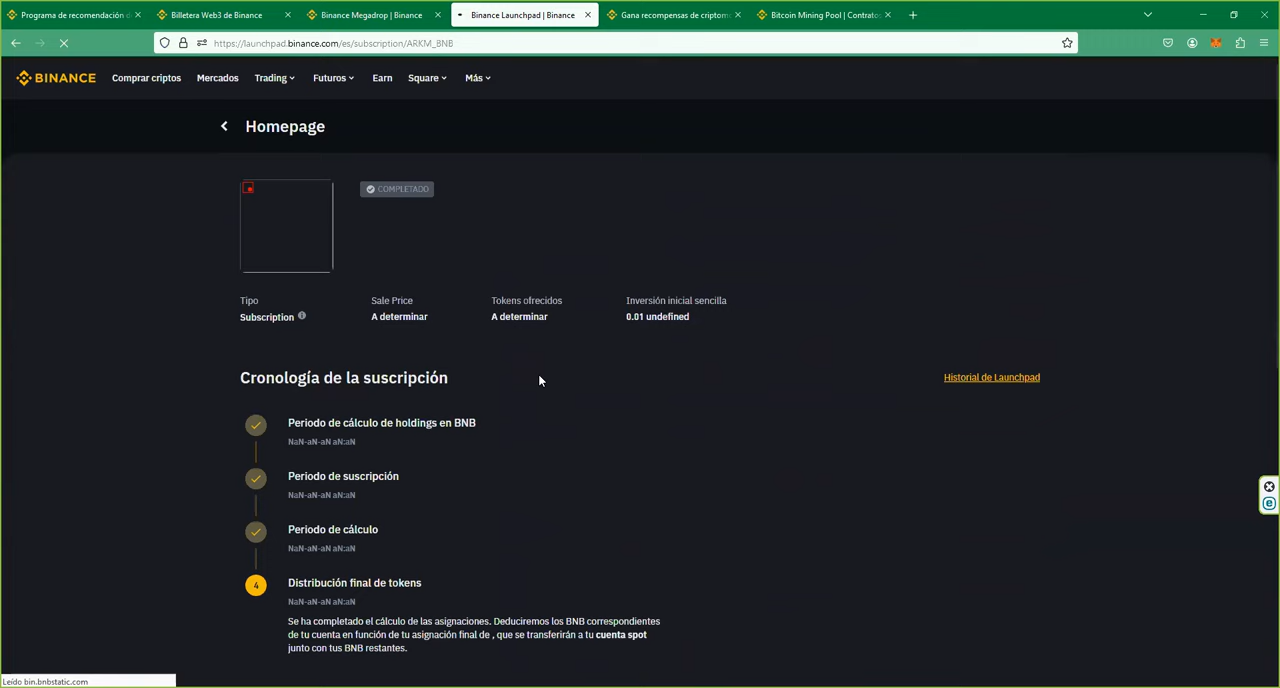 Programa de recomendación d
Billetera Web3 de Binance
Binance Megadrop | Binance
Binance Launchpad | Binance
Gana recompensas de criptom
Bitcoin Mining Pool | Contrato
https://launchpad.binance.com/es/subscription/ARKM_BNB
BINANCE
Comprar criptos
Mercados
Trading
Futuros
Earn
Square
Más
Homepage
COMPLETADO
Tipo
Sale Price
Tokens ofrecidos
Inversión inicial sencilla
Subscription
A determinar
A determinar
0.01 undefined
Cronología de la suscripción
Historial de Launchpad
Periodo de cálculo de holdings en BNB
NaN-aN-aN aN:aN
Periodo de suscripción
NaN-aN-aN aN:aN
Periodo de cálculo
NaN-aN-aN aN:aN
4
Distribución final de tokens
NaN-aN-aN aN:aN
Se ha completado el cálculo de las asignaciones. Deduciremos los BNB correspondientes
de tu cuenta en función de tu asignación final de , que se transferirán a tu cuenta spot
junto con tus BNB restantes.
Leído bin.bnbstatic.com